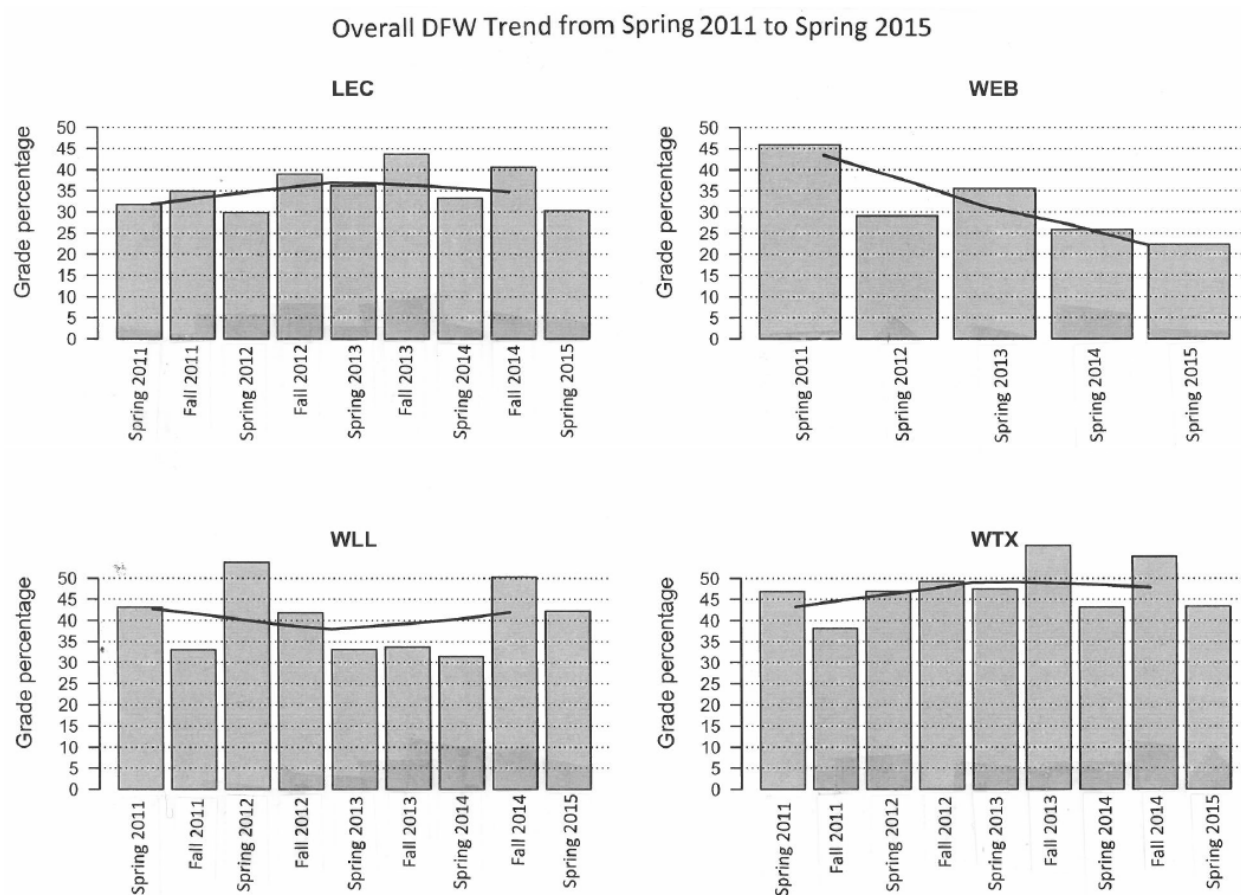 Overall DFW Trend from Spring 2011 to Spring 2015
LEC
Grade percentage
50
45
40
35
30
25
20
15
10
5
0
Spring 2011
Fall 2011
Spring 2012
Fall 2012
Spring 2013
Fall 2013
Spring 2014
Fall 2014
Spring 2015
WEB
Grade percentage
50
45
40
35
30
25
20
15
10
5
0
Spring 2011
Spring 2012
Spring 2013
Spring 2014
Spring 2015
WLL
Grade percentage
50
45
40
35
30
25
20
15
10
5
0
Spring 2011
Fall 2011
Spring 2012
Fall 2012
Spring 2013
Fall 2013
Spring 2014
Fall 2014
Spring 2015
WTX
Grade percentage
50
45
40
35
30
25
20
15
10
5
0
Spring 2011
Fall 2011
Spring 2012
Fall 2012
Spring 2013
Fall 2013
Spring 2014
Fall 2014
Spring 2015